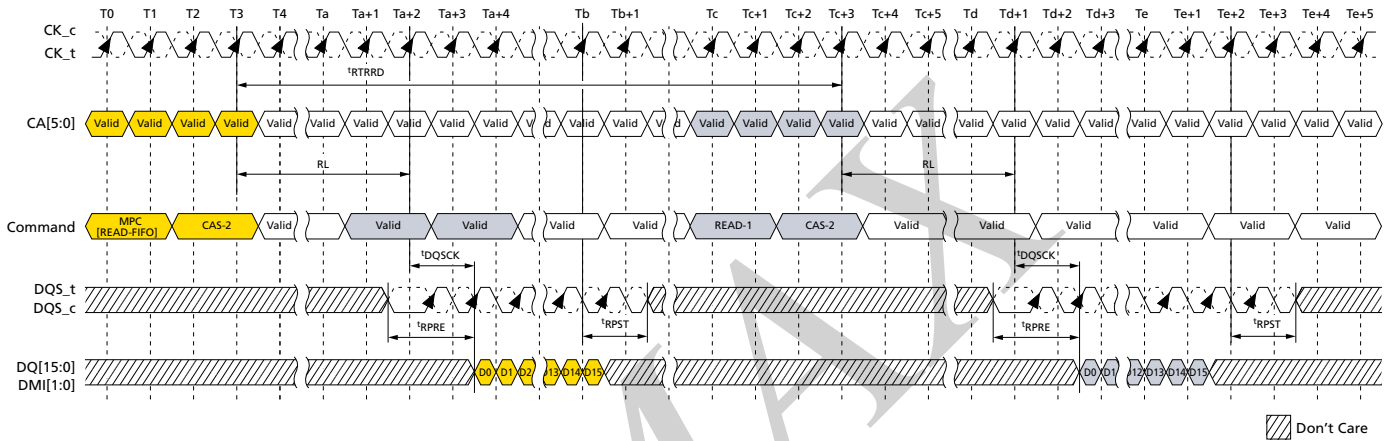 T0 T1 T2 T3 T4 Ta Ta+1 Ta+2 Ta+3 Ta+4 Tb Tb+1 Tc Tc+1 Tc+2 Tc+3 Tc+4 Tc+5 Td Td+1 Td+2 Td+3 Te Te+1 Te+2 Te+3 Te+4 Te+5
CK_c
CK_t
tRTRRD
CA[5:0] Valid Valid Valid Valid Valid Valid Valid Valid Valid Valid Valid Valid Valid Valid Valid Valid Valid Valid Valid Valid Valid Valid Valid Valid Valid Valid Valid
RL RL
Command MPC [READ-FIFO] CAS-2 Valid Valid Valid Valid Valid READ-1 CAS-2 Valid Valid Valid Valid Valid Valid
tDQSCK tDQSCK
DQS_t
DQS_c
tRPRE tRPST tRPRE tRPST
DQ[15:0] D0 D1 D2 D13 D14 D15 D0 D1 D12 D13 D14 D15
DMI[1:0]
Don't Care